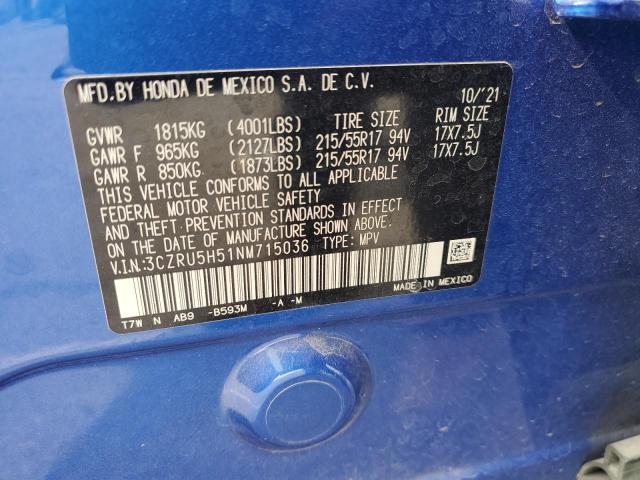 MFD.BY HONDA DE MEXICO S.A. DE C.V. 10/'21
GVWR 1815KG (4001LBS) TIRE SIZE RIM SIZE
GAWR F 965KG (2127LBS) 215/55R17 94V 17X7.5J
GAWR R 850KG (1873LBS) 215/55R17 94V 17X7.5J
THIS VEHICLE CONFORMS TO ALL APPLICABLE
FEDERAL MOTOR VEHICLE SAFETY
AND THEFT PREVENTION STANDARDS IN EFFECT
ON THE DATE OF MANUFACTURE SHOWN ABOVE.
V.I.N:3CZRU5H51NM715036 TYPE: MPV
T7W N AB9 -B593M -A -M MADE IN MEXICO